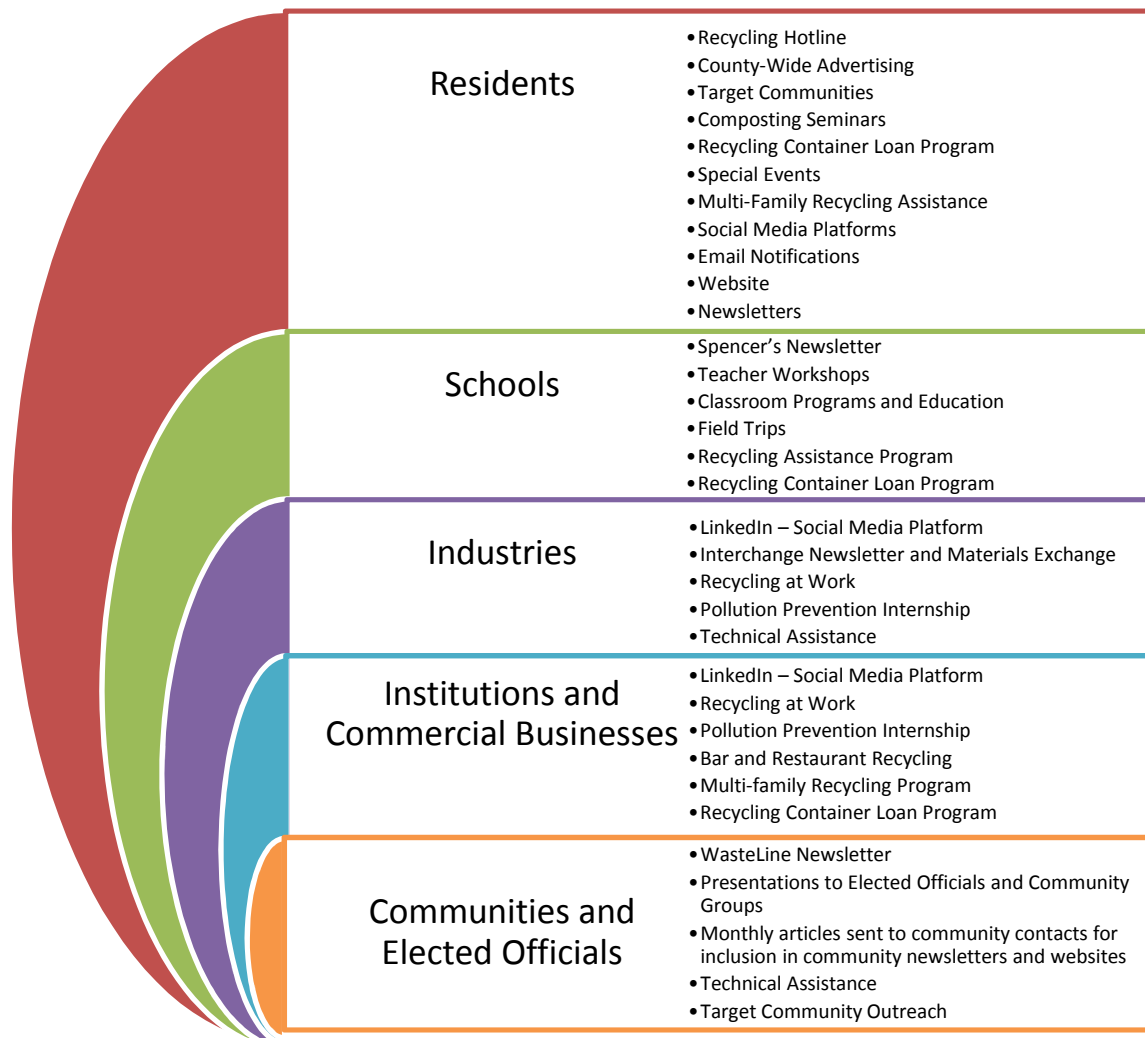 Residents
•Recycling Hotline
•County-Wide Advertising
•Target Communities
•Composting Seminars
•Recycling Container Loan Program
•Special Events
•Multi-Family Recycling Assistance
•Social Media Platforms
•Email Notifications
•Website
•Newsletters
Schools
•Spencer’s Newsletter
•Teacher Workshops
•Classroom Programs and Education
•Field Trips
•Recycling Assistance Program
•Recycling Container Loan Program
Industries
•LinkedIn – Social Media Platform
•Interchange Newsletter and Materials Exchange
•Recycling at Work
•Pollution Prevention Internship
•Technical Assistance
Institutions and
Commercial Businesses
•LinkedIn – Social Media Platform
•Recycling at Work
•Pollution Prevention Internship
•Bar and Restaurant Recycling
•Multi-family Recycling Program
•Recycling Container Loan Program
Communities and
Elected Officials
•WasteLine Newsletter
•Presentations to Elected Officials and Community
Groups
•Monthly articles sent to community contacts for
inclusion in community newsletters and websites
•Technical Assistance
•Target Community Outreach